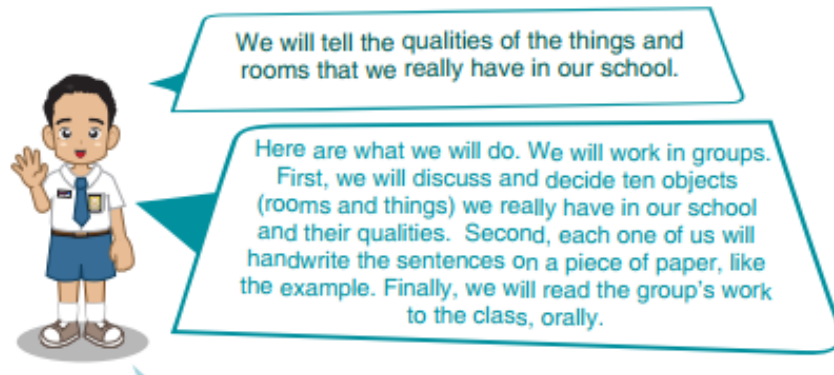 We will tell the qualities of the things and
rooms that we really have in our school.
Here are what we will do. We will work in groups.
First, we will discuss and decide ten objects
(rooms and things) we really have in our school
and their qualities. Second, each one of us will
handwrite the sentences on a piece of paper, like
the example. Finally, we will read the group's work
to the class, orally.